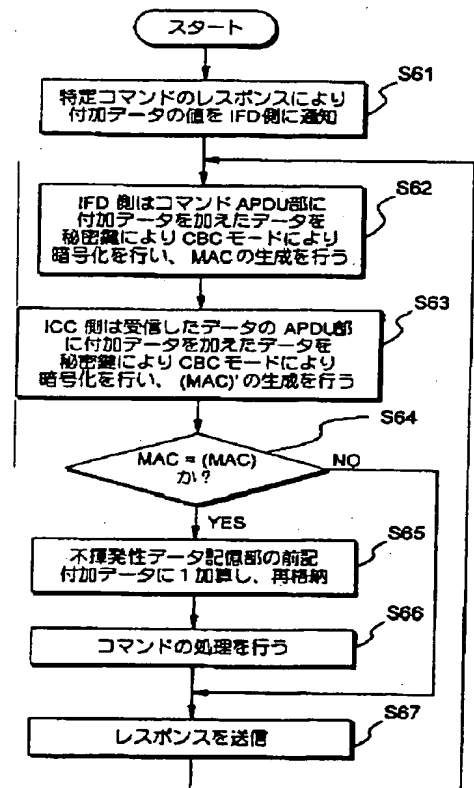 スタート
S61
特定コマンドのレスポンスにより
付加データの値を IFD側に通知
S62
IFD 側はコマンド APDU部に
付加データを加えたデータを
秘密鍵により CBC モードにより
暗号化を行い、 MAC の生成を行う
S63
ICC 側は受信したデータの APDU部
に付加データを加えたデータを
秘密鍵により CBC モードにより
暗号化を行い、 (MAC)' の生成を行う
S64
MAC = (MAC)
か?
NO
YES
S65
不揮発性データ記憶部の前記
付加データに1加算し、再格納
S66
コマンドの処理を行う
S67
レスポンスを送信